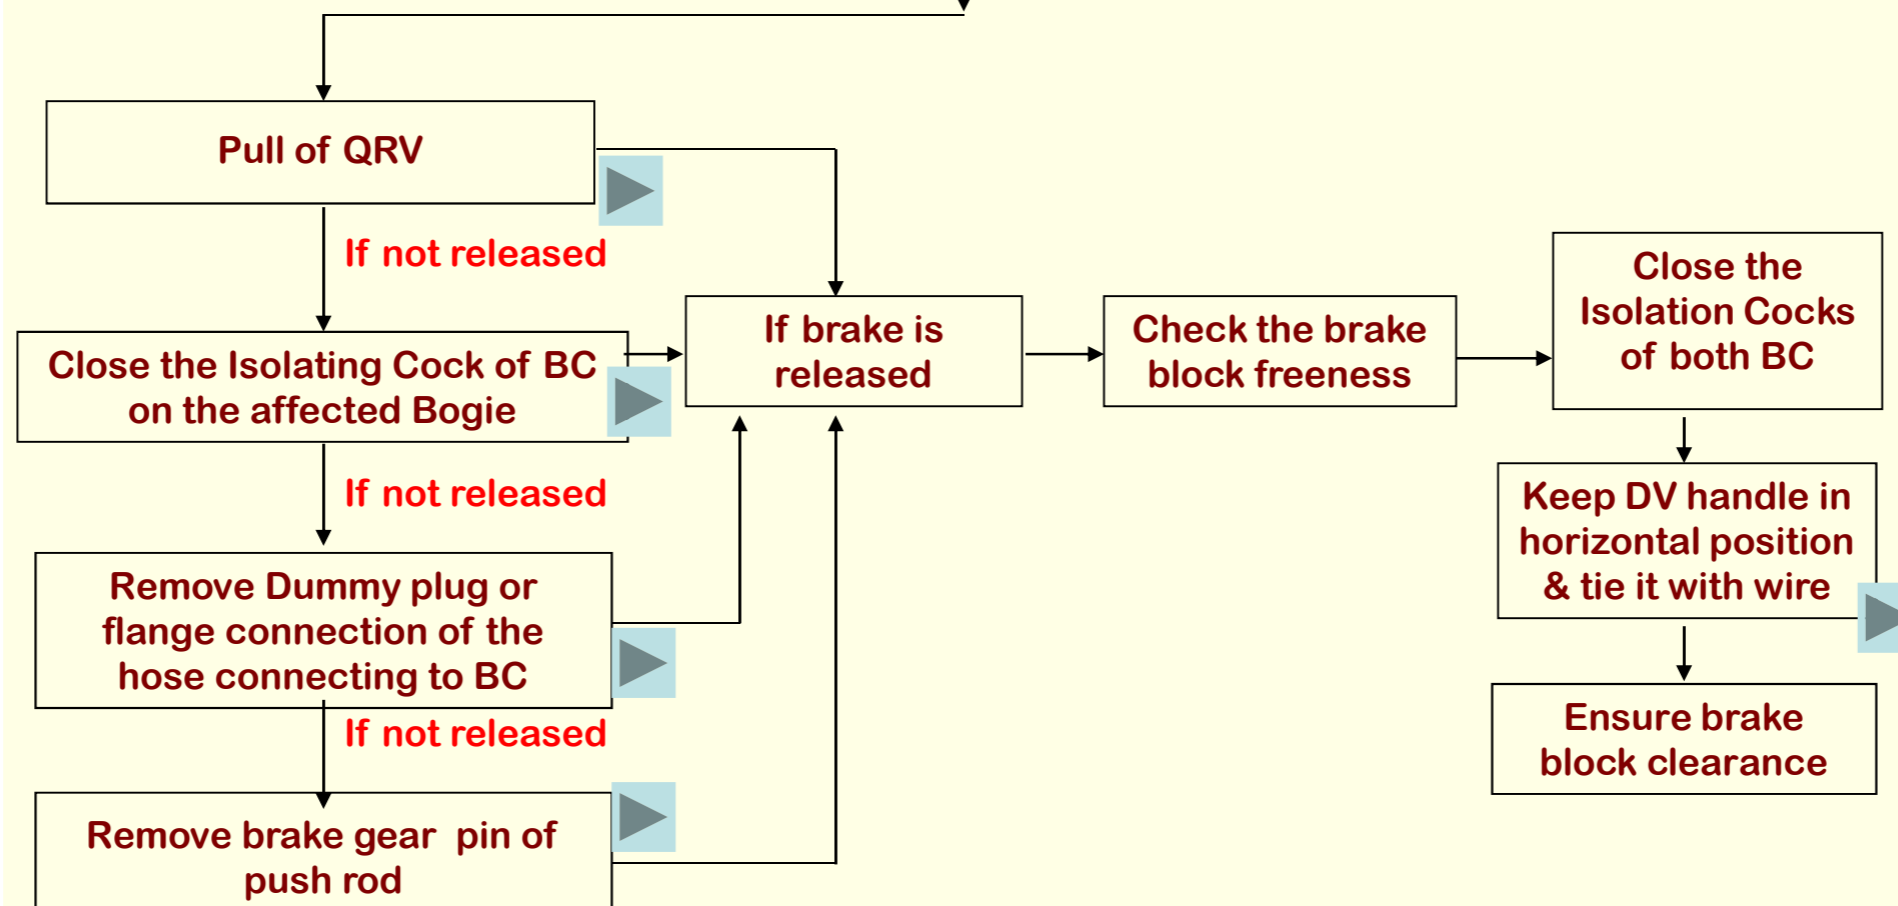 Pull of QRV
If not released
Close the Isolating Cock of BC
on the affected Bogie
If not released
Remove Dummy plug or
flange connection of the
hose connecting to BC
If not released
Remove brake gear pin of
push rod
If brake is
released
Check the brake
block freeness
Close the
Isolation Cocks
of both BC
Keep DV handle in
horizontal position
& tie it with wire
Ensure brake
block clearance